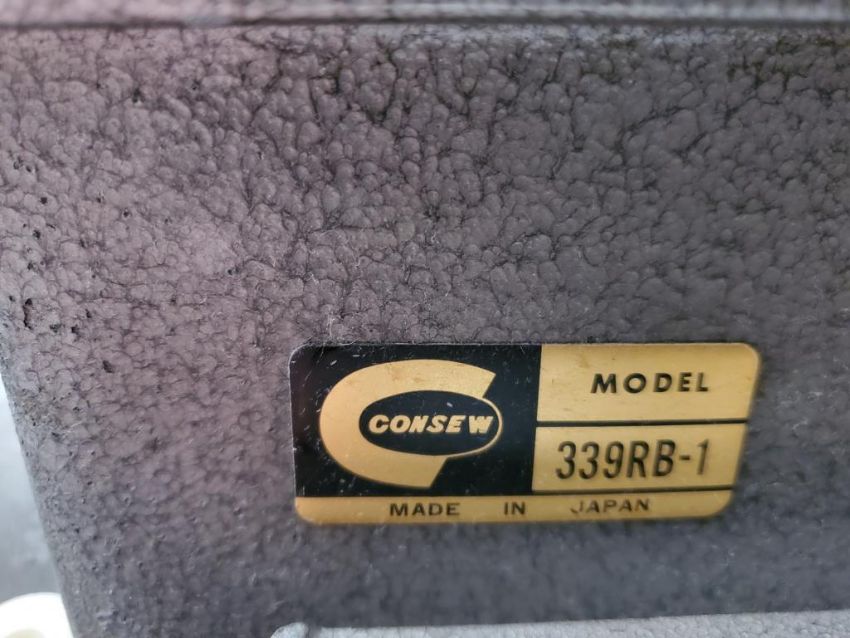 CONSEW
MODEL
339RB-1
MADE IN JAPAN